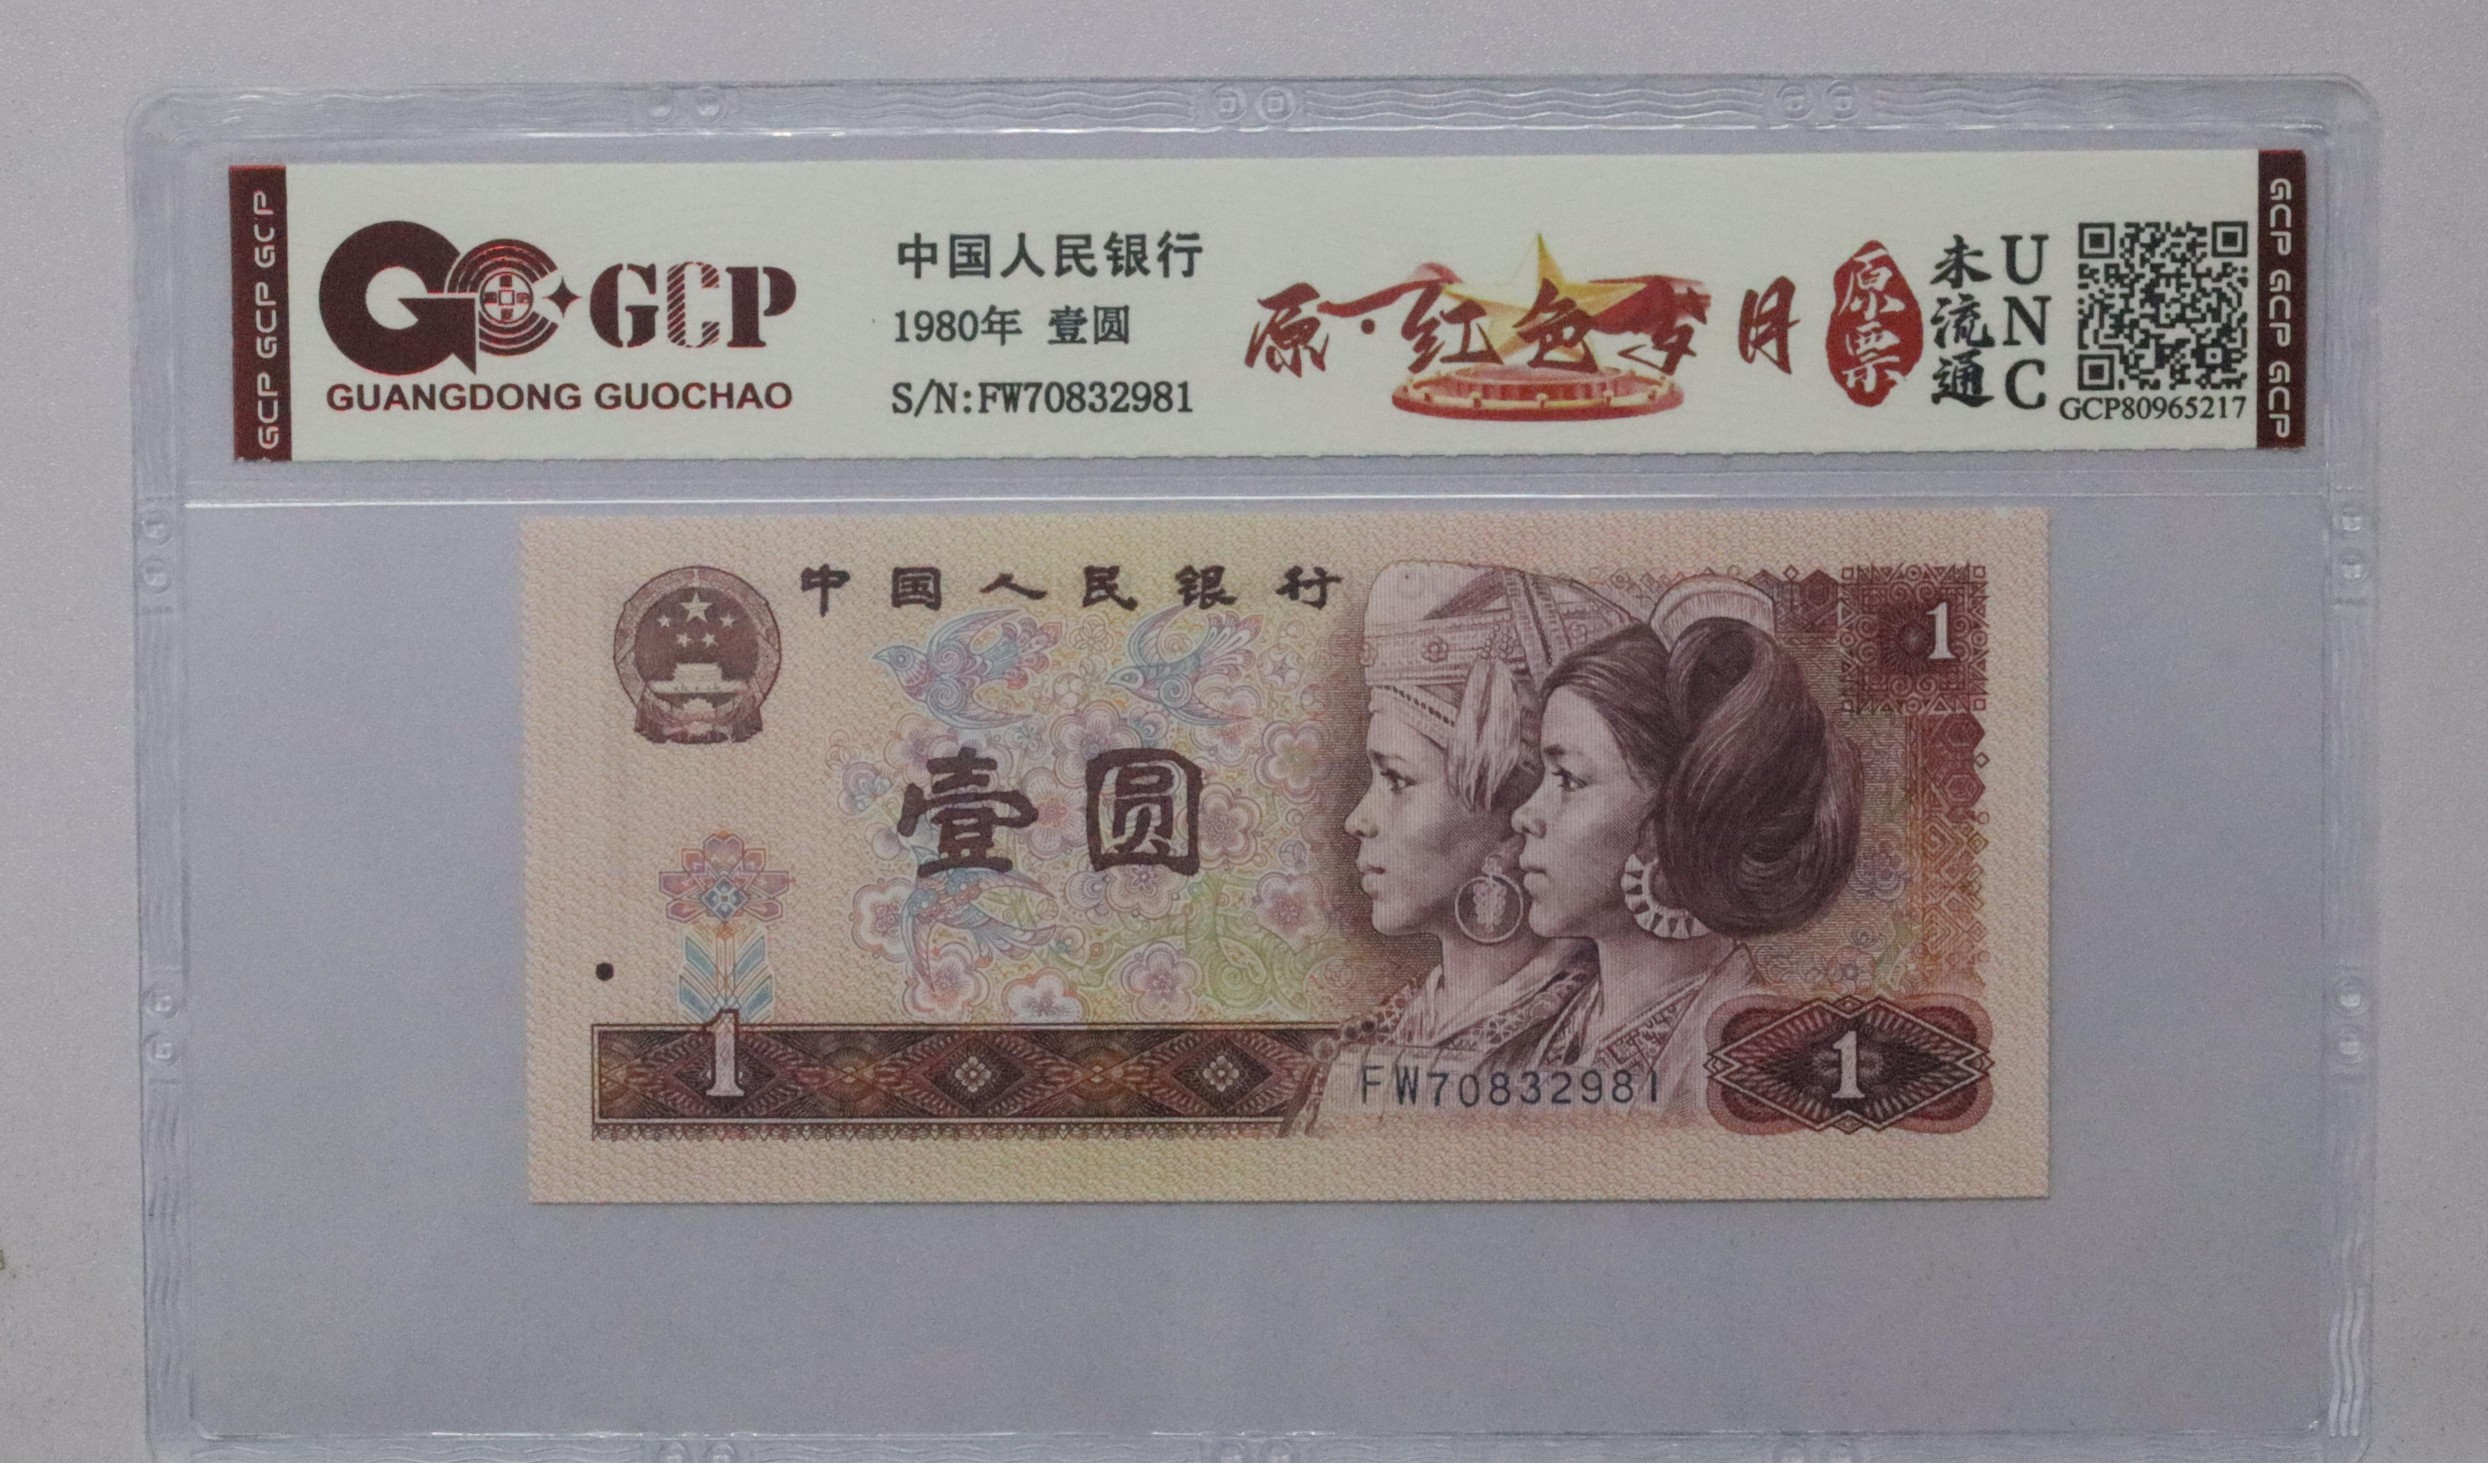 GCP GCP GCP
GCP
GUANGDONG GUOCHAO
中国人民银行
1980年 壹圆
S/N:FW70832981
原·红色岁月
原票
未流通
UNC
GCP80965217
GCP GCP GCP
中国人民银行
1
壹圆
1
FW70832981
1